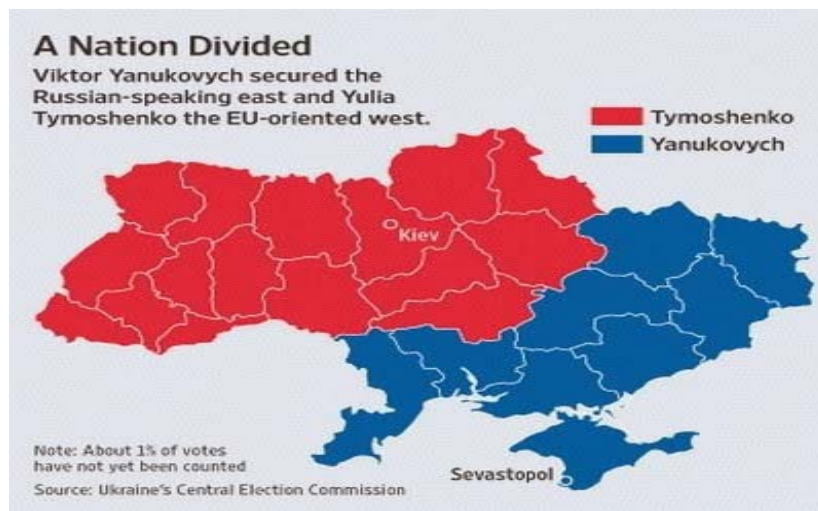 A Nation Divided
Viktor Yanukovych secured the
Russian-speaking east and Yulia
Tymoshenko the EU-oriented west.
Tymoshenko
Yanukovych
Kiev
Note: About 1% of votes
have not yet been counted
Sevastopol
Source: Ukraine's Central Election Commission